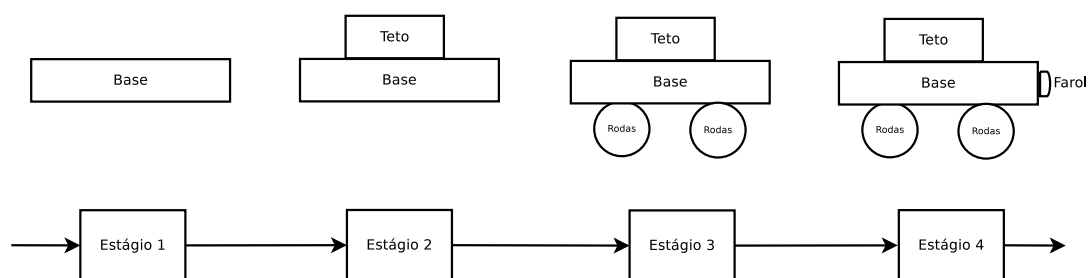 Teto
Teto
Teto
Base
Base
Base
Base
Farol
Rodas
Rodas
Rodas
Rodas
Estágio 1
Estágio 2
Estágio 3
Estágio 4